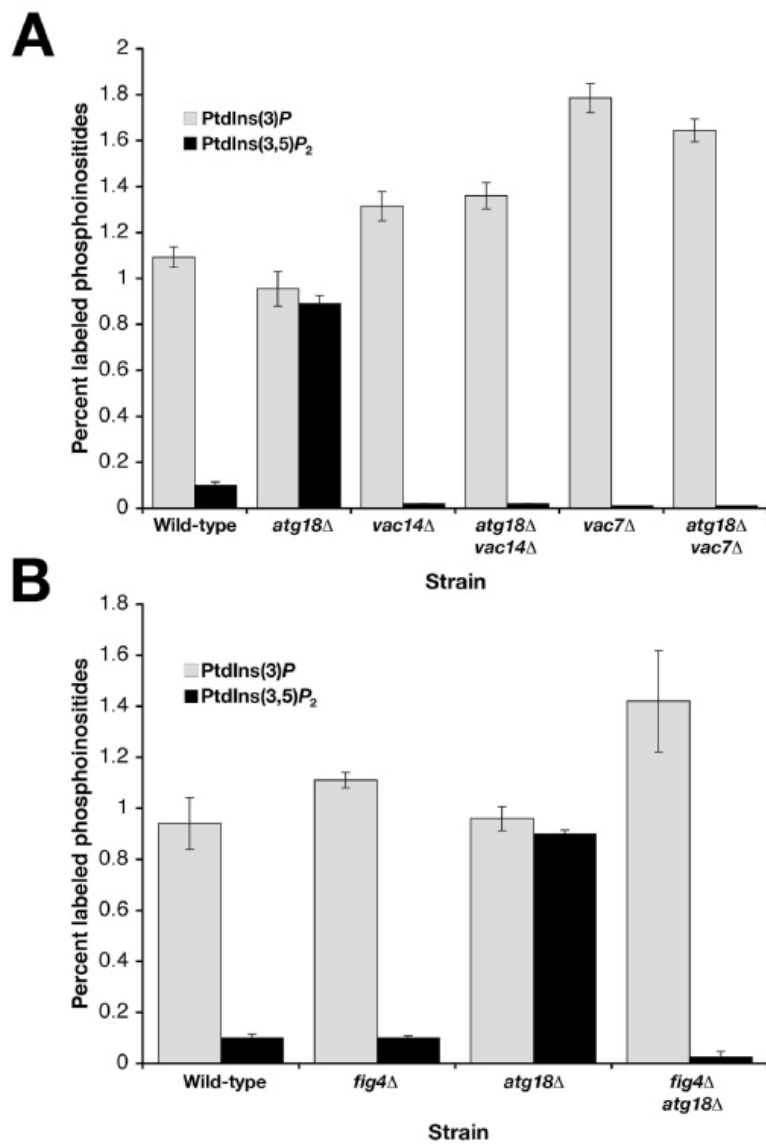 A
Percent labeled phosphoinositides
2
1.8
1.6
1.4
1.2
1
0.8
0.6
0.4
0.2
0
PtdIns(3)P
PtdIns(3,5)P₂
Wild-type atg18Δ vac14Δ atg18Δ vac7Δ atg18Δ
vac14Δ vac7Δ
Strain
B
Percent labeled phosphoinositides
1.8
1.6
1.4
1.2
1
0.8
0.6
0.4
0.2
0
PtdIns(3)P
PtdIns(3,5)P₂
Wild-type fig4Δ atg18Δ fig4Δ
atg18Δ
Strain